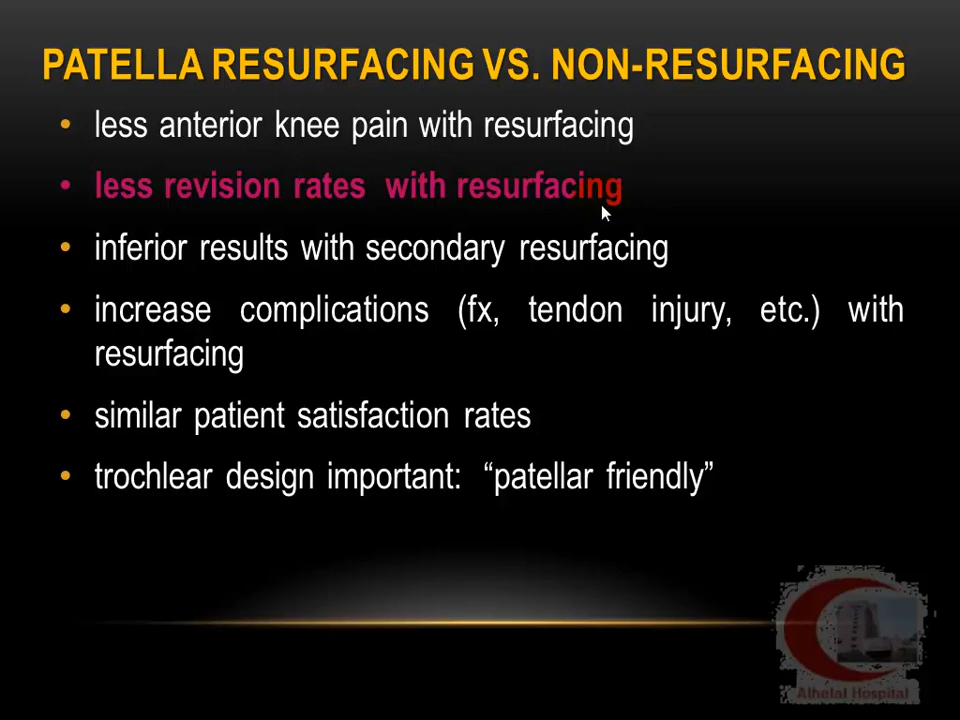 PATELLA RESURFACING VS. NON-RESURFACING
• less anterior knee pain with resurfacing
• less revision rates with resurfacing
• inferior results with secondary resurfacing
• increase complications (fx, tendon injury, etc.) with
resurfacing
• similar patient satisfaction rates
• trochlear design important: “patellar friendly”
Alhelal Hospital